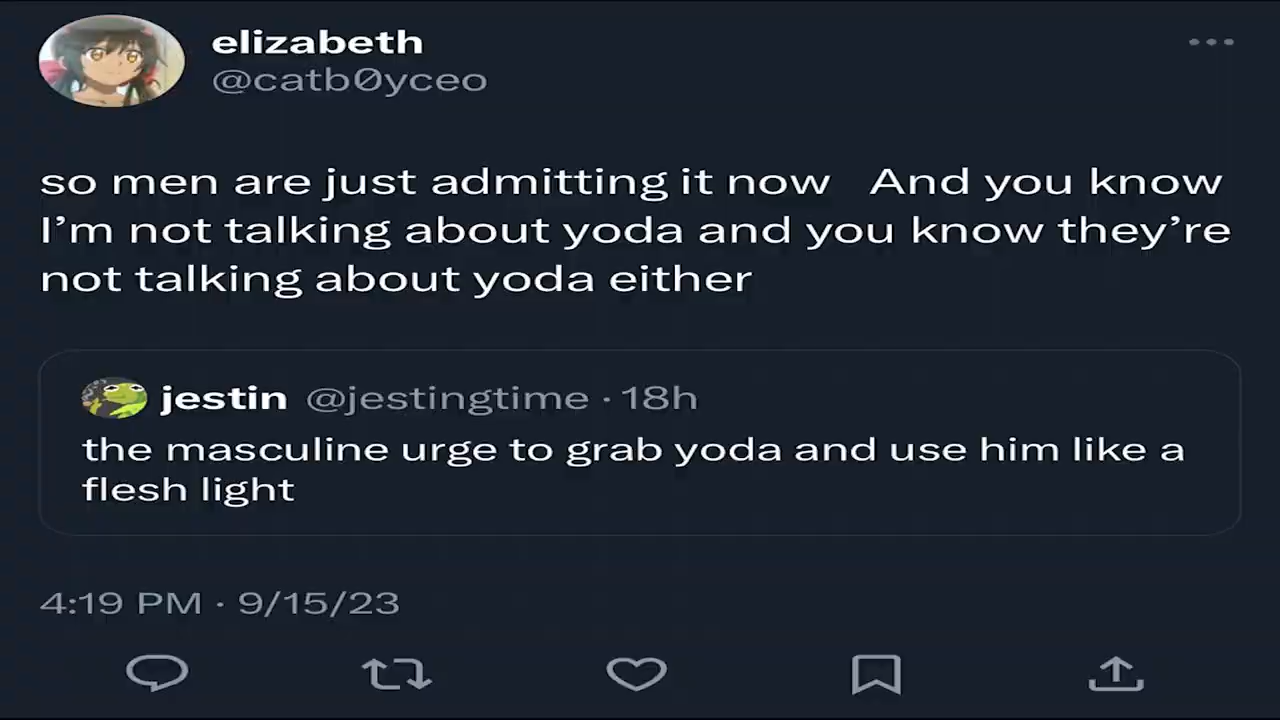 elizabeth
@catb0yceo
so men are just admitting it now And you know
I’m not talking about yoda and you know they’re
not talking about yoda either
jestin @jestingtime · 18h
the masculine urge to grab yoda and use him like a
flesh light
4:19 PM · 9/15/23